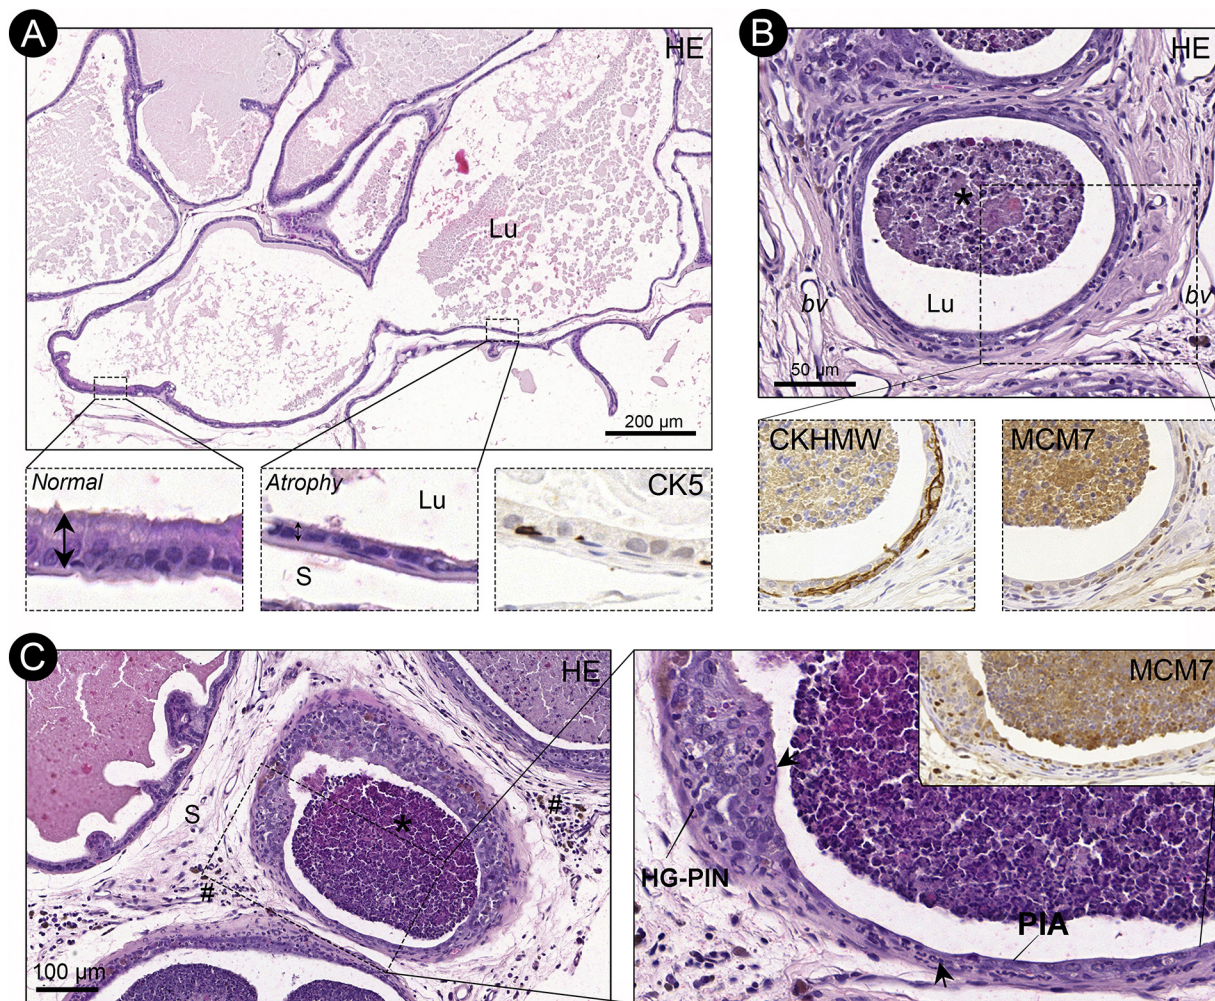 A
HE
Lu
200 µm
Normal
Atrophy
Lu
S
CK5
B
HE
*
Lu
bv
bv
50 µm
CKHMW
MCM7
C
HE
S
*
#
#
100 µm
MCM7
HG-PIN
PIA